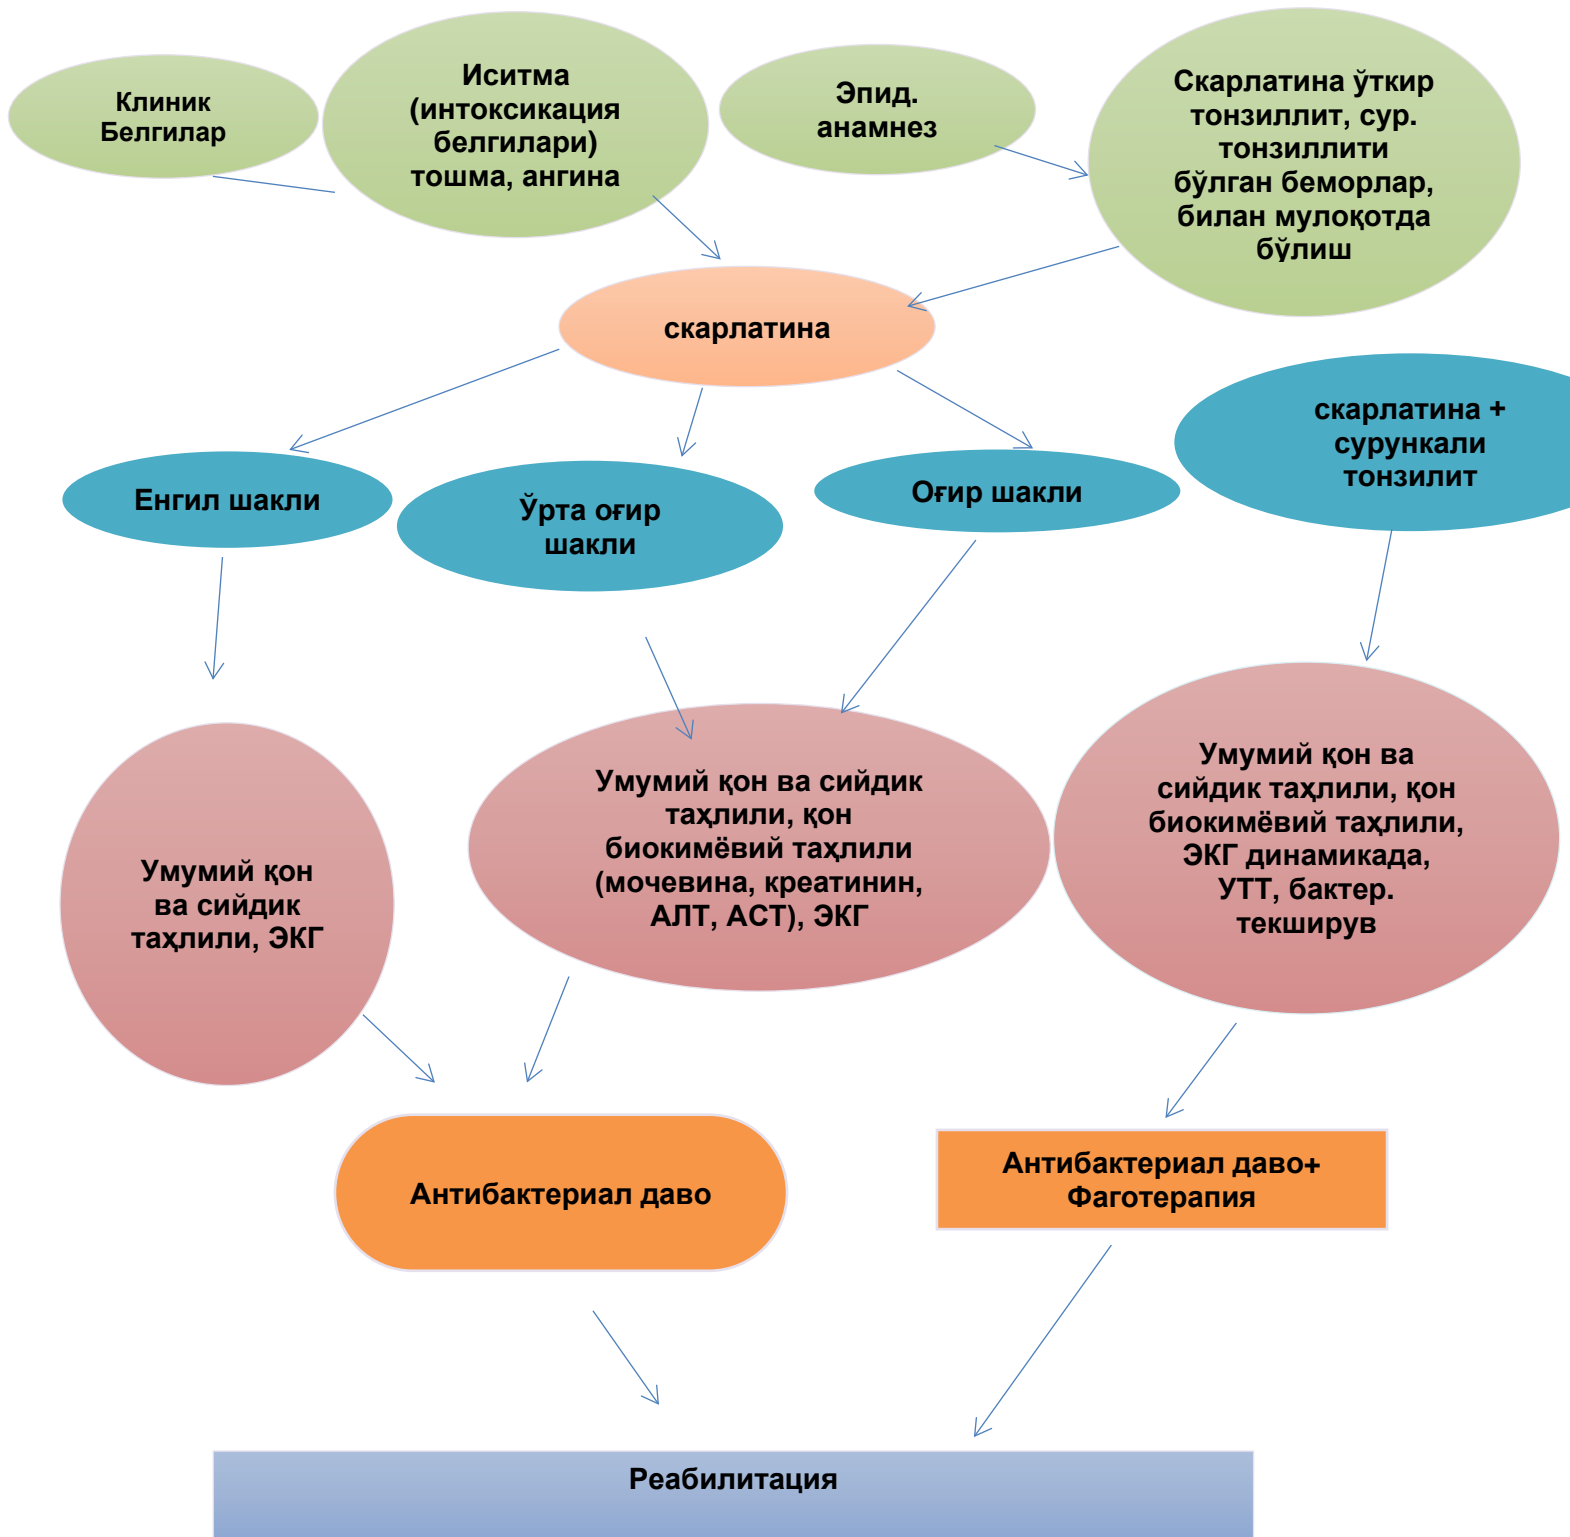 Клиник
Белгилар
Иситма
(интоксикация
белгилари)
тошма, ангина
Эпид.
анамнез
Скарлатина ўткир
тонзиллит, сур.
тонзиллити
бўлган беморлар,
билан мулоқотда
бўлиш
скарлатина
скарлатина +
сурункали
тонзилит
Енгил шакли
Ўрта оғир
шакли
Оғир шакли
Умумий қон
ва сийдик
таҳлили, ЭКГ
Умумий қон ва сийдик
таҳлили, қон
биокимёвий таҳлили
(мочевина, креатинин,
АЛТ, АСТ), ЭКГ
Умумий қон ва
сийдик таҳлили, қон
биокимёвий таҳлили,
ЭКГ динамикада,
УТТ, бактер.
текширув
Антибактериал даво
Антибактериал даво+
Фаготерапия
Реабилитация